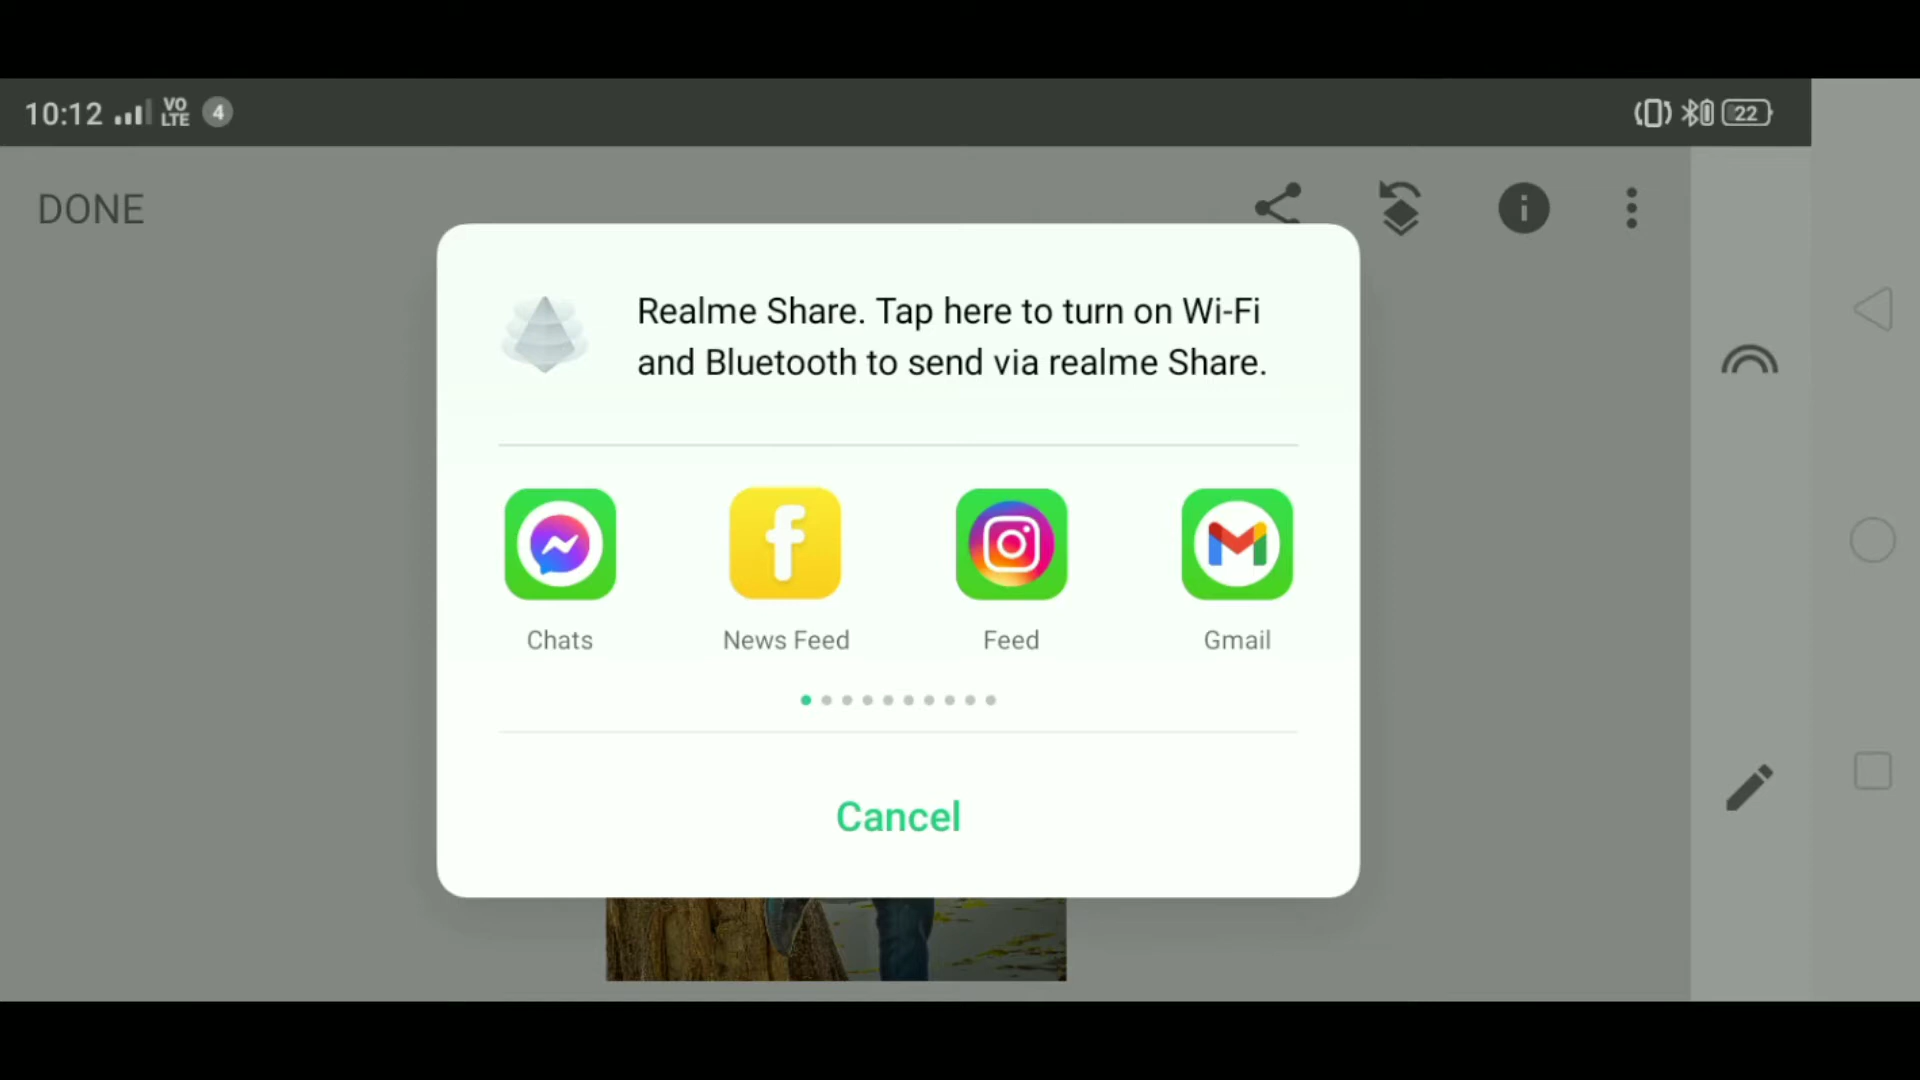 10:12 VO LTE 4 22
DONE
Realme Share. Tap here to turn on Wi-Fi
and Bluetooth to send via realme Share.
Chats News Feed Feed Gmail
Cancel